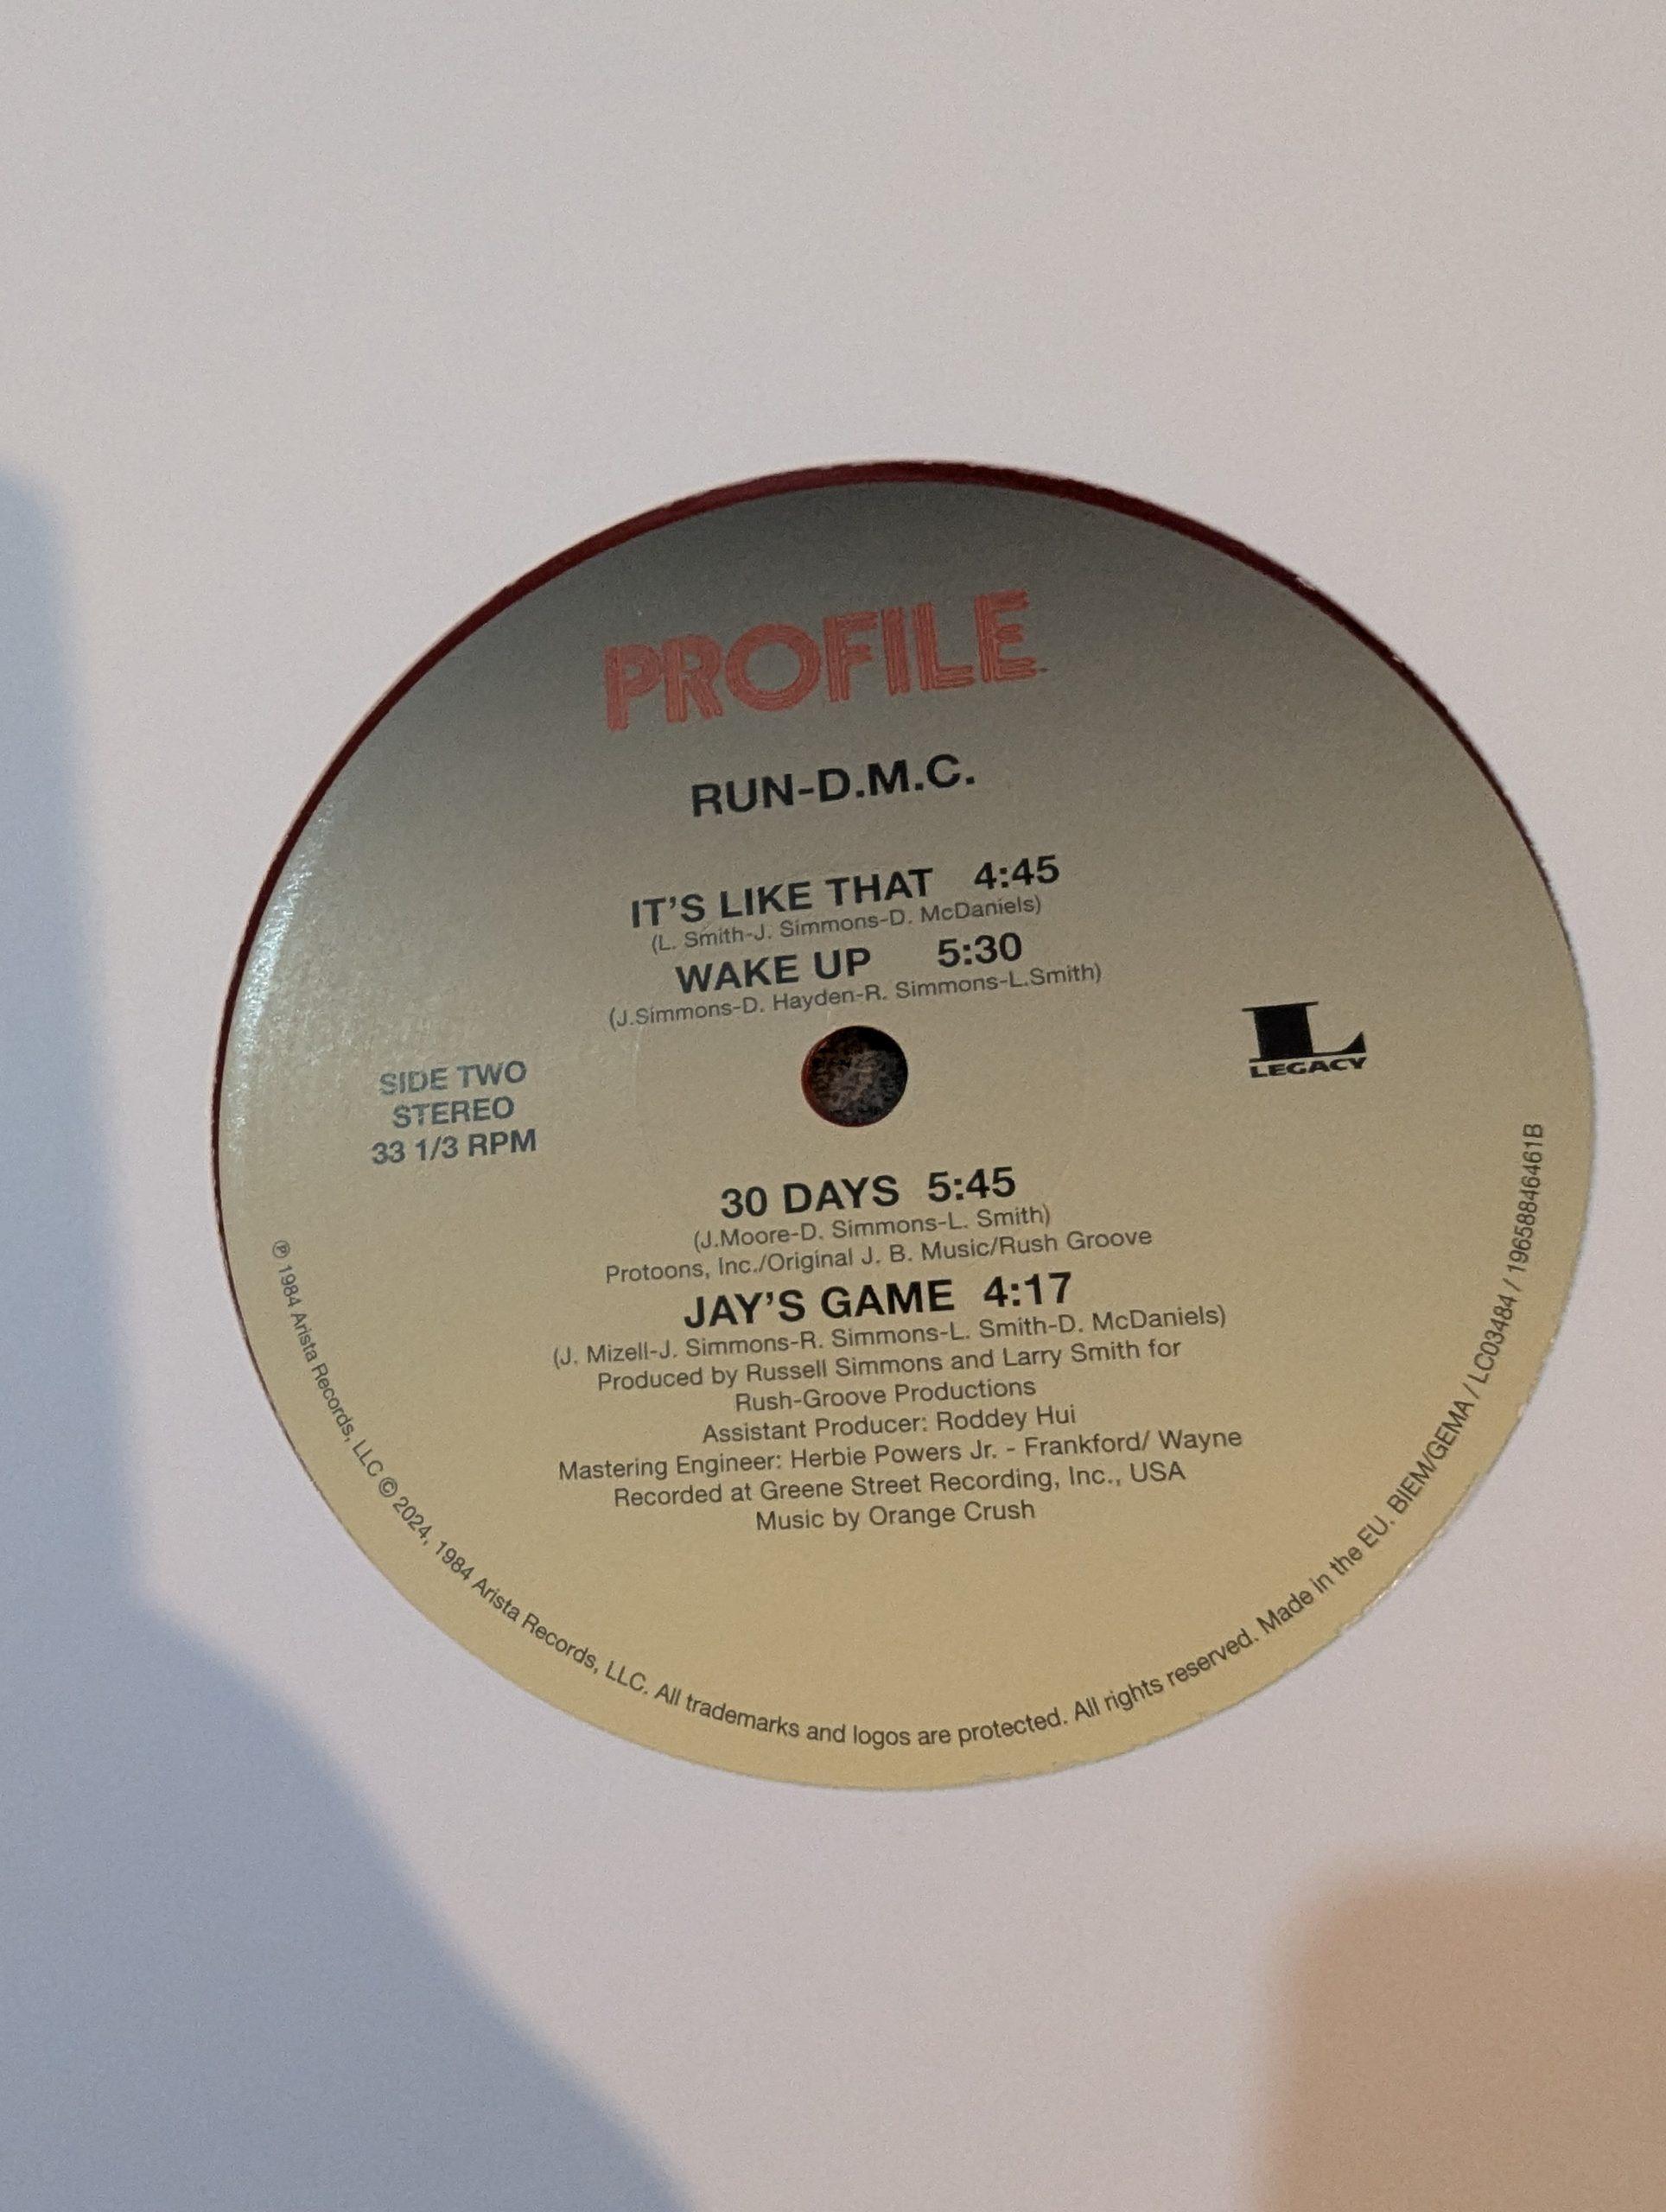 PROFILE
RUN-D.M.C.
IT'S LIKE THAT 4:45
(L. Smith-J. Simmons-D. McDaniels)
WAKE UP 5:30
(J.Simmons-D. Hayden-R. Simmons-L.Smith)
SIDE TWO
STEREO
33 1/3 RPM
L
LEGACY
30 DAYS 5:45
(J.Moore-D. Simmons-L. Smith)
Protoons, Inc./Original J. B. Music/Rush Groove
JAY'S GAME 4:17
(J. Mizell-J. Simmons-R. Simmons-L. Smith-D. McDaniels)
Produced by Russell Simmons and Larry Smith for
Rush-Groove Productions
Assistant Producer: Roddey Hui
Mastering Engineer: Herbie Powers Jr. - Frankford/ Wayne
Recorded at Greene Street Recording, Inc., USA
Music by Orange Crush
℗ 1984 Arista Records, LLC © 2024, 1984 Arista Records, LLC. All trademarks and logos are protected. All rights reserved. Made in the EU. BIEM/GEMA / LC03484 / 19658846461B